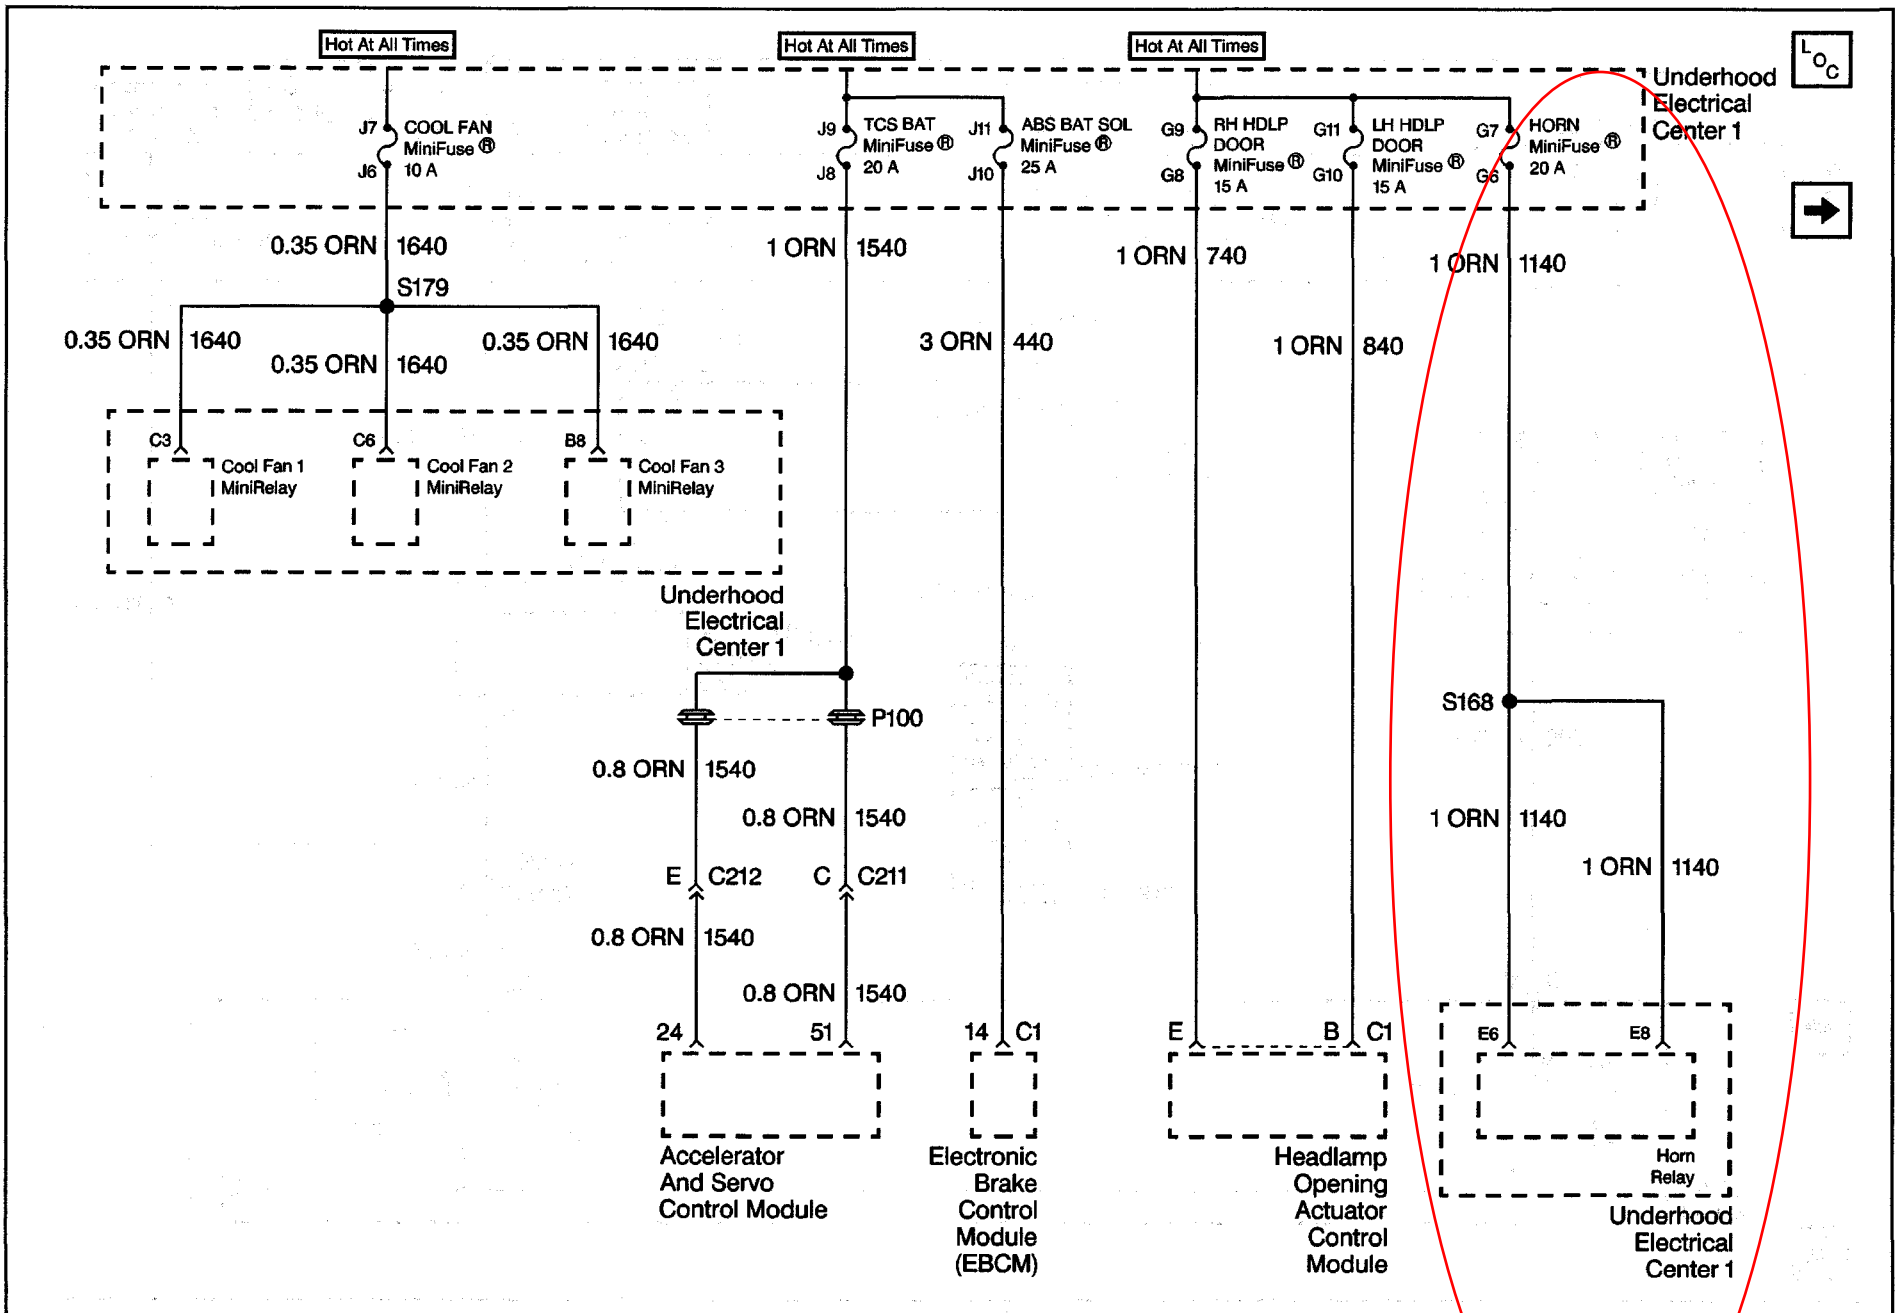 Hot At All Times
Hot At All Times
Hot At All Times
L
O
C
Underhood
Electrical
Center 1
J7
COOL FAN
MiniFuse ®
J6
10 A
J9
TCS BAT
MiniFuse ®
J8
20 A
J11
ABS BAT SOL
MiniFuse ®
J10
25 A
G9
RH HDLP
DOOR
MiniFuse ®
G8
15 A
G11
LH HDLP
DOOR
MiniFuse ®
G10
15 A
G7
HORN
MiniFuse ®
G6
20 A
0.35 ORN 1640
1 ORN 1540
1 ORN 740
1 ORN 1140
S179
0.35 ORN 1640
0.35 ORN 1640
0.35 ORN 1640
3 ORN 440
1 ORN 840
C3
Cool Fan 1
MiniRelay
C6
Cool Fan 2
MiniRelay
B8
Cool Fan 3
MiniRelay
Underhood
Electrical
Center 1
P100
S168
0.8 ORN 1540
0.8 ORN 1540
1 ORN 1140
1 ORN 1140
E C212
C C211
0.8 ORN 1540
0.8 ORN 1540
24
51
14 C1
E
B C1
E6
E8
Accelerator
And Servo
Control Module
Electronic
Brake
Control
Module
(EBCM)
Headlamp
Opening
Actuator
Control
Module
Horn
Relay
Underhood
Electrical
Center 1